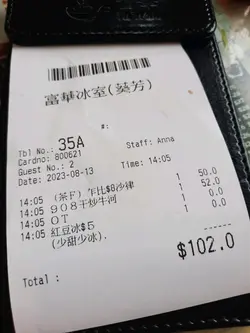 富華冰室(葵芳)
#:
Tbl No.: 35A
Cardno: 800621
Guest No.: 2
Staff: Anna
Date: 2023-08-13
Time: 14:05
14:05 (茶F) 乍比$8沙律 1 50.0
14:05 908干炒牛河 1 52.0
14:05 OT 1 0.0
14:05 紅豆冰$5 1 0.0
(少甜少冰).
------
$102.0
Total :